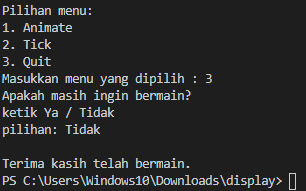 Pilihan menu:
1. Animate
2. Tick
3. Quit
Masukkan menu yang dipilih : 3
Apakah masih ingin bermain?
ketik Ya / Tidak
pilihan: Tidak
Terima kasih telah bermain.
PS C:\Users\Windows10\Downloads\display>